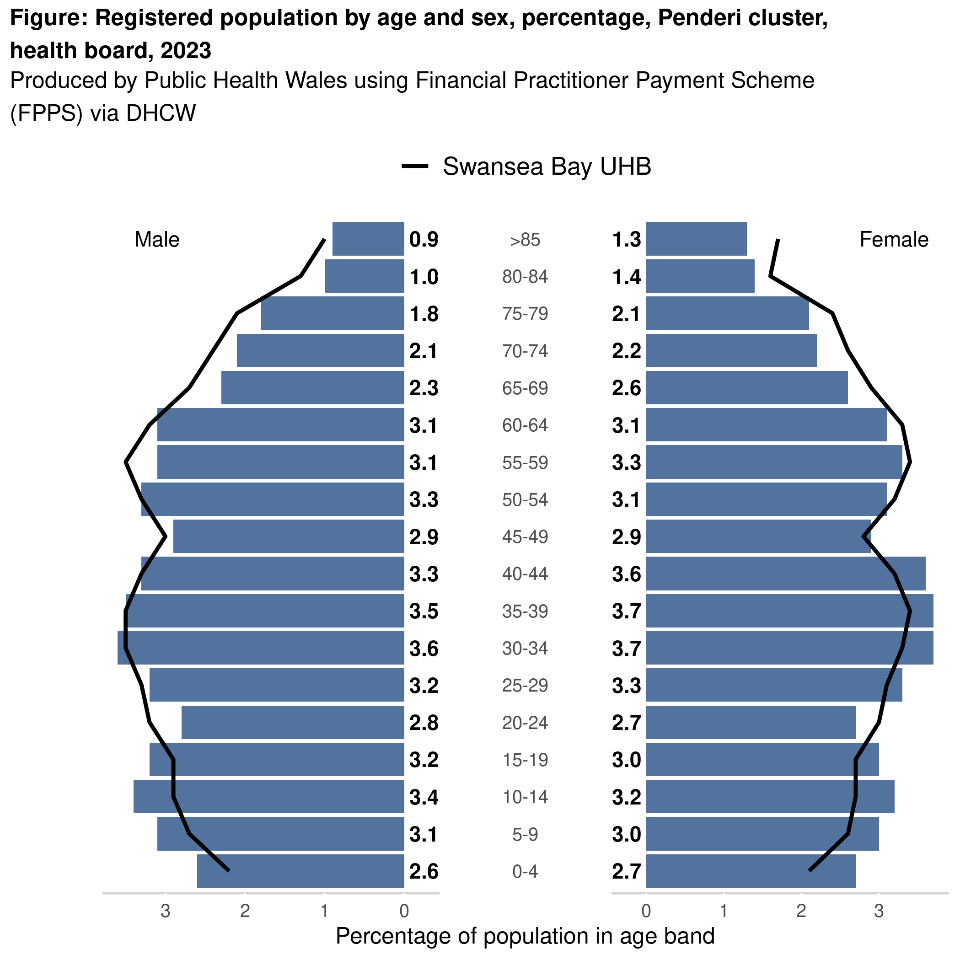 Figure: Registered population by age and sex, percentage, Penderi cluster,
health board, 2023
Produced by Public Health Wales using Financial Practitioner Payment Scheme
(FPPS) via DHCW
Swansea Bay UHB
Male 0.9 >85 1.3 Female
1.0 80-84 1.4
1.8 75-79 2.1
2.1 70-74 2.2
2.3 65-69 2.6
3.1 60-64 3.1
3.1 55-59 3.3
3.3 50-54 3.1
2.9 45-49 2.9
3.3 40-44 3.6
3.5 35-39 3.7
3.6 30-34 3.7
3.2 25-29 3.3
2.8 20-24 2.7
3.2 15-19 3.0
3.4 10-14 3.2
3.1 5-9 3.0
2.6 0-4 2.7
3 2 1 0 0 1 2 3
Percentage of population in age band